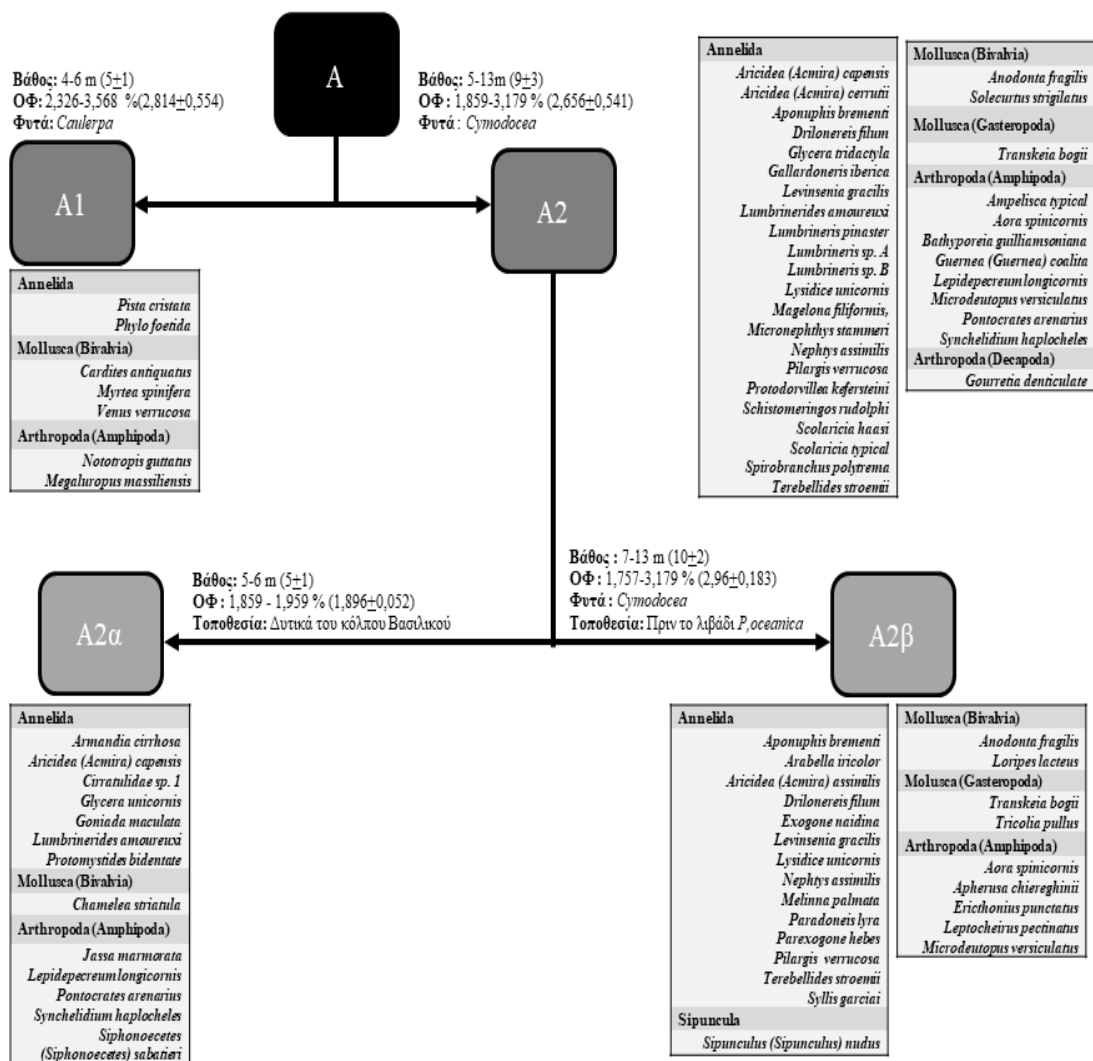 A
Βάθος: 4-6 m (5±1)
ΟΦ: 2,326-3,568 %(2,814±0,554)
Φυτά: Caulerpa
Βάθος: 5-13m (9±3)
ΟΦ: 1,859-3,179 % (2,656±0,541)
Φυτά : Cymodocea
A1
A2
Annelida
Pista cristata
Phylo foetida
Mollusca (Bivalvia)
Cardites antiquatus
Myrtea spinifera
Venus verrucosa
Arthropoda (Amphipoda)
Nototropis guttatus
Megaluropus massiliensis
Annelida
Aricidea (Acmira) capensis
Aricidea (Acmira) cerrutii
Aponuphis brementi
Drilonereis filum
Glycera tridactyla
Gallardoneris iberica
Levinsenia gracilis
Lumbrinerides amoureuxi
Lumbrineris pinaster
Lumbrineris sp. A
Lumbrineris sp. B
Lysidice unicornis
Magelona filiformis,
Micronephthys stammeri
Nephtys assimilis
Pilargis verrucosa
Protodorvillea kefersteini
Schistomeringos rudolphi
Scolaricia haasi
Scolaricia typical
Spirobranchus polytrema
Terebellides stroemii
Mollusca (Bivalvia)
Anodonta fragilis
Solecurtus strigilatus
Mollusca (Gasteropoda)
Transkeia bogii
Arthropoda (Amphipoda)
Ampelisca typical
Aora spinicornis
Bathyporeia guilliamsoniana
Guernea (Guernea) coalita
Lepidepecreum longicornis
Microdeutopus versiculatus
Pontocrates arenarius
Synchelidium haplocheles
Arthropoda (Decapoda)
Gourretia denticulate
Βάθος: 5-6 m (5±1)
ΟΦ : 1,859 - 1,959 % (1,896±0,052)
Τοποθεσία: Δυτικά του κόλπου Βασιλικού
Βάθος : 7-13 m (10±2)
ΟΦ : 1,757-3,179 % (2,96±0,183)
Φυτά : Cymodocea
Τοποθεσία: Πριν το λιβάδι P,oceanica
A2α
A2β
Annelida
Armandia cirrhosa
Aricidea (Acmira) capensis
Cirratulidae sp. 1
Glycera unicornis
Goniada maculata
Lumbrinerides amoureuxi
Protomystides bidentate
Mollusca (Bivalvia)
Chamelea striatula
Arthropoda (Amphipoda)
Jassa marmorata
Lepidepecreum longicornis
Pontocrates arenarius
Synchelidium haplocheles
Siphonoecetes
(Siphonoecetes) sabatieri
Annelida
Aponuphis brementi
Arabella iricolor
Aricidea (Acmira) assimilis
Drilonereis filum
Exogone naidina
Levinsenia gracilis
Lysidice unicornis
Nephtys assimilis
Melinna palmata
Paradoneis lyra
Parexogone hebes
Pilargis verrucosa
Terebellides stroemii
Syllis garciai
Sipuncula
Sipunculus (Sipunculus) nudus
Mollusca (Bivalvia)
Anodonta fragilis
Loripes lacteus
Molusca (Gasteropoda)
Transkeia bogii
Tricolia pullus
Arthropoda (Amphipoda)
Aora spinicornis
Apherusa chiereghinii
Ericthonius punctatus
Leptocheirus pectinatus
Microdeutopus versiculatus